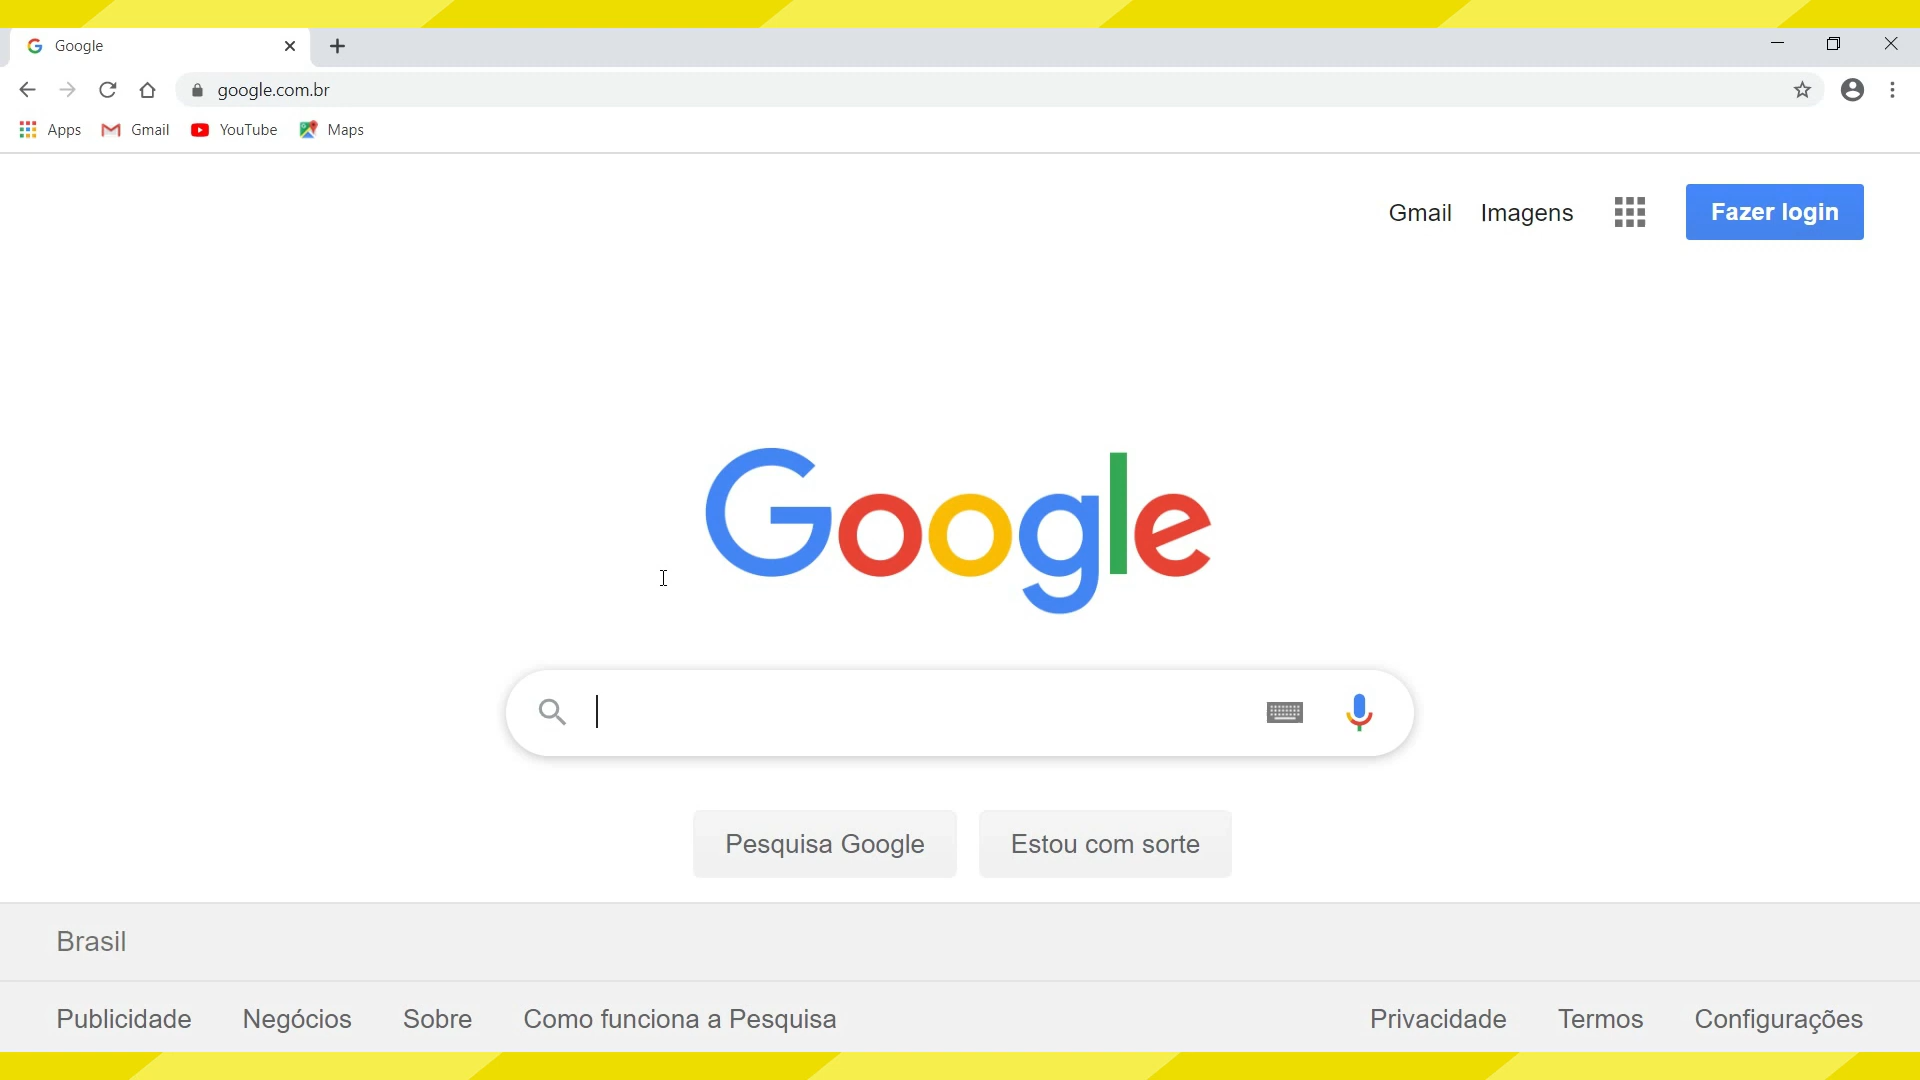 Google
google.com.br
Apps Gmail YouTube Maps
Gmail Imagens Fazer login
Google
Pesquisa Google Estou com sorte
Brasil
Publicidade Negócios Sobre Como funciona a Pesquisa Privacidade Termos Configurações